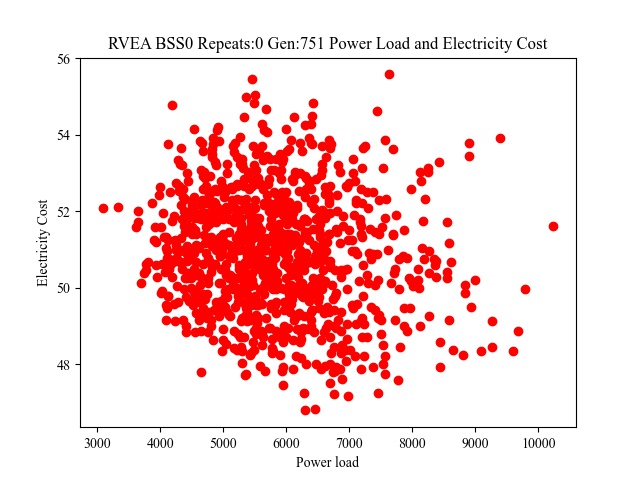 RVEA BSS0 Repeats:0 Gen:751 Power Load and Electricity Cost
56
54
52
50
48
Electricity Cost
3000 4000 5000 6000 7000 8000 9000 10000
Power load